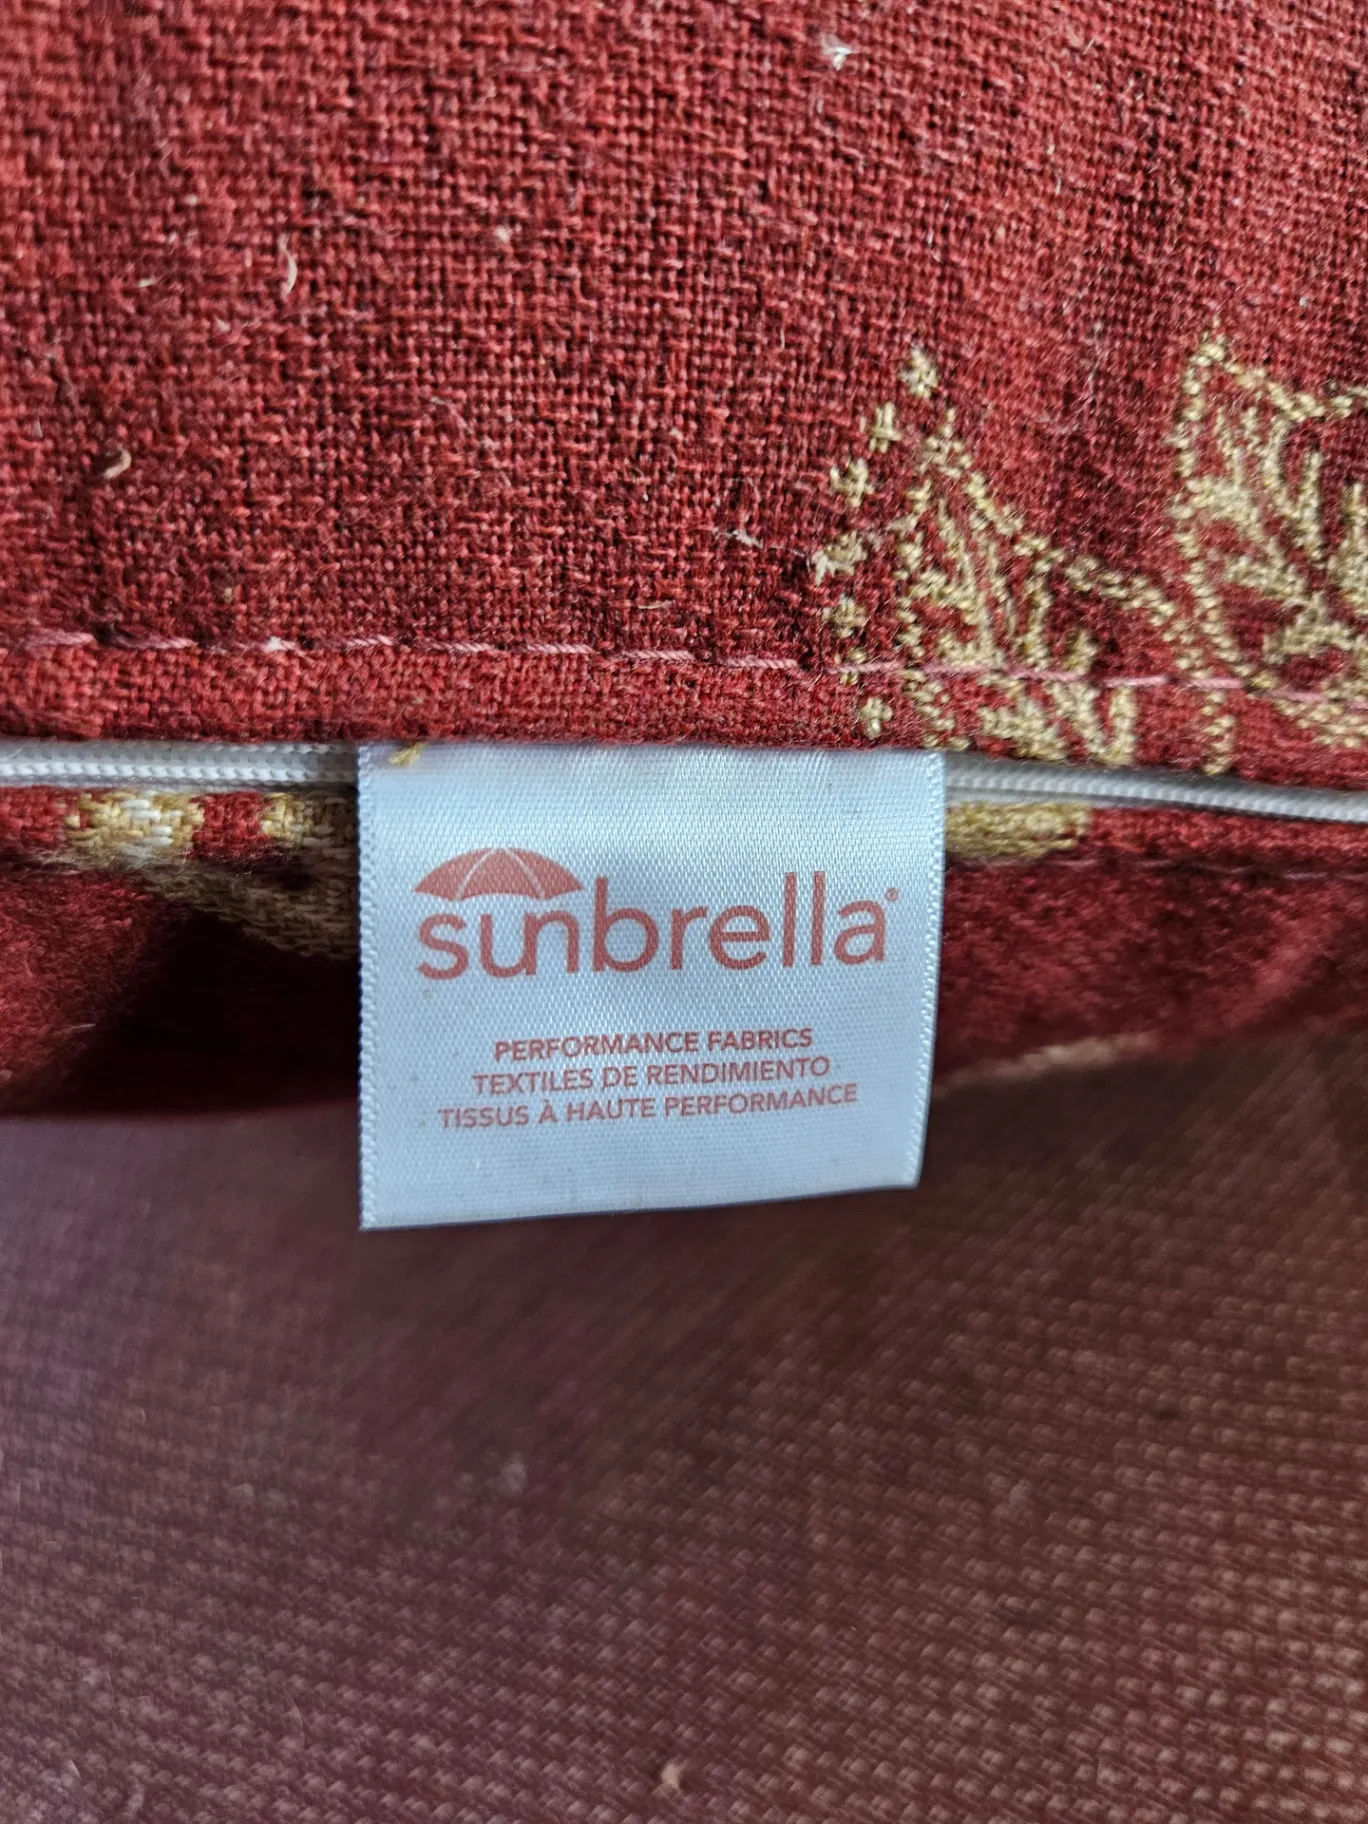 sunbrella®
PERFORMANCE FABRICS
TEXTILES DE RENDIMIENTO
TISSUS À HAUTE PERFORMANCE